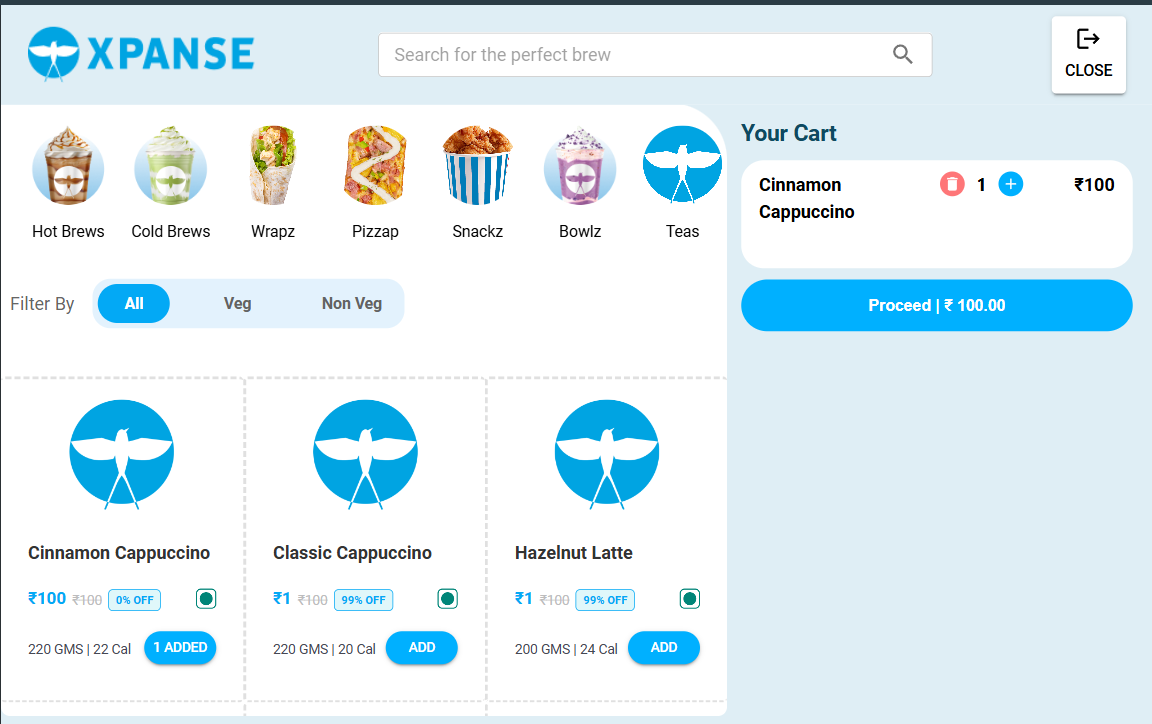 XPANSE
Search for the perfect brew
CLOSE
Hot Brews
Cold Brews
Wrapz
Pizzap
Snackz
Bowlz
Teas
Filter By
All
Veg
Non Veg
Your Cart
Cinnamon
Cappuccino
1
₹100
Proceed | ₹ 100.00
Cinnamon Cappuccino
₹100 ₹100 0% OFF
220 GMS | 22 Cal
1 ADDED
Classic Cappuccino
₹1 ₹100 99% OFF
220 GMS | 20 Cal
ADD
Hazelnut Latte
₹1 ₹100 99% OFF
200 GMS | 24 Cal
ADD